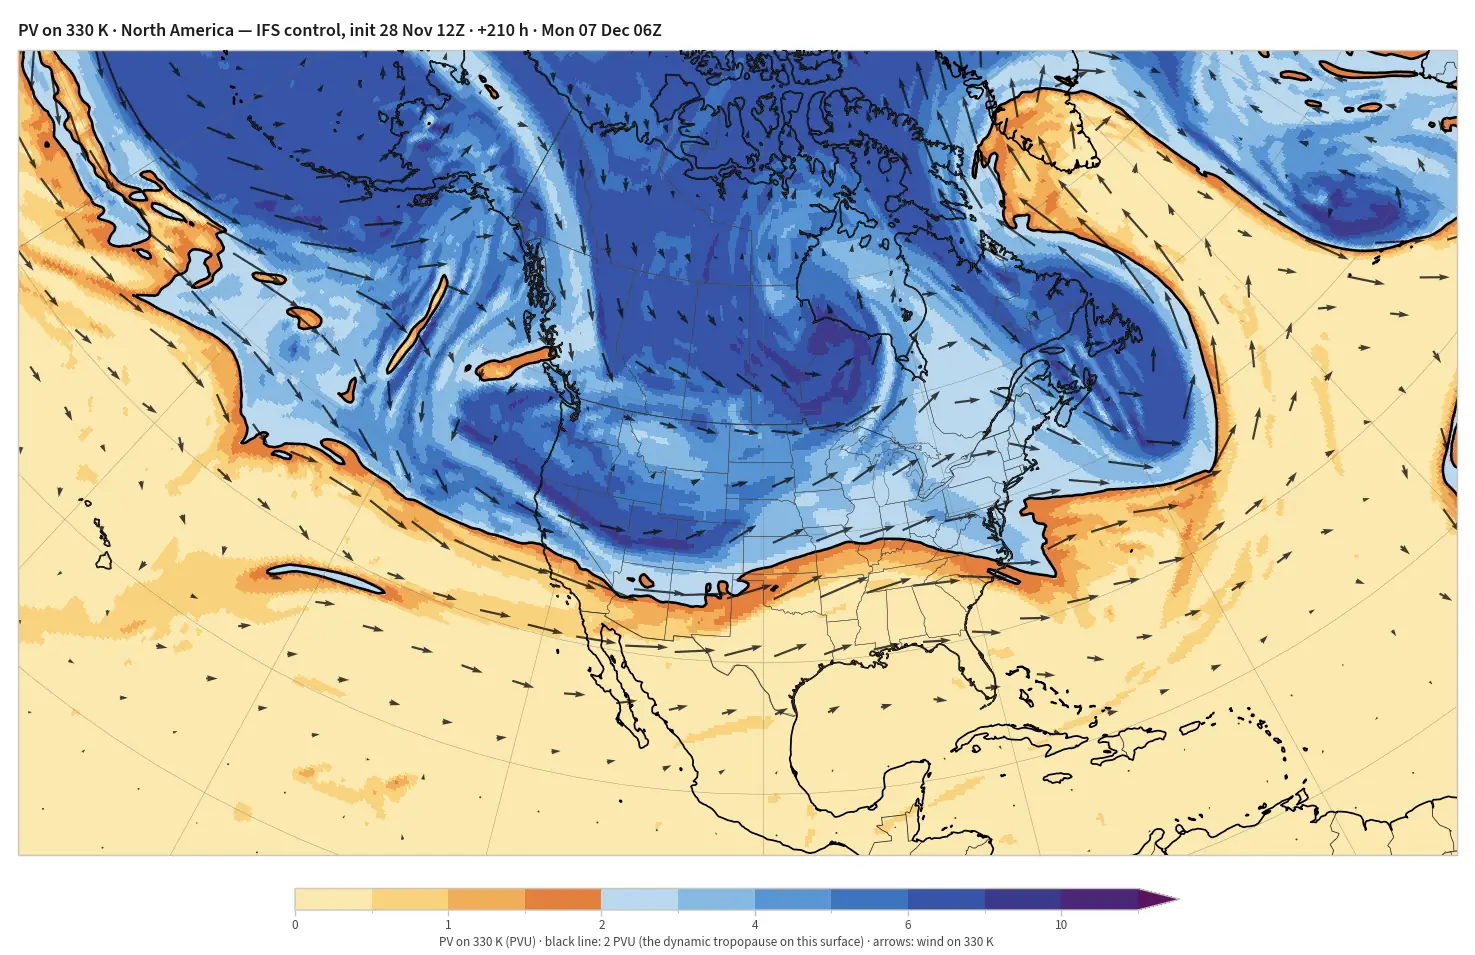 PV on 330 K · North America — IFS control, init 28 Nov 12Z · +210 h · Mon 07 Dec 06Z
0 1 2 4 6 10
PV on 330 K (PVU) · black line: 2 PVU (the dynamic tropopause on this surface) · arrows: wind on 330 K